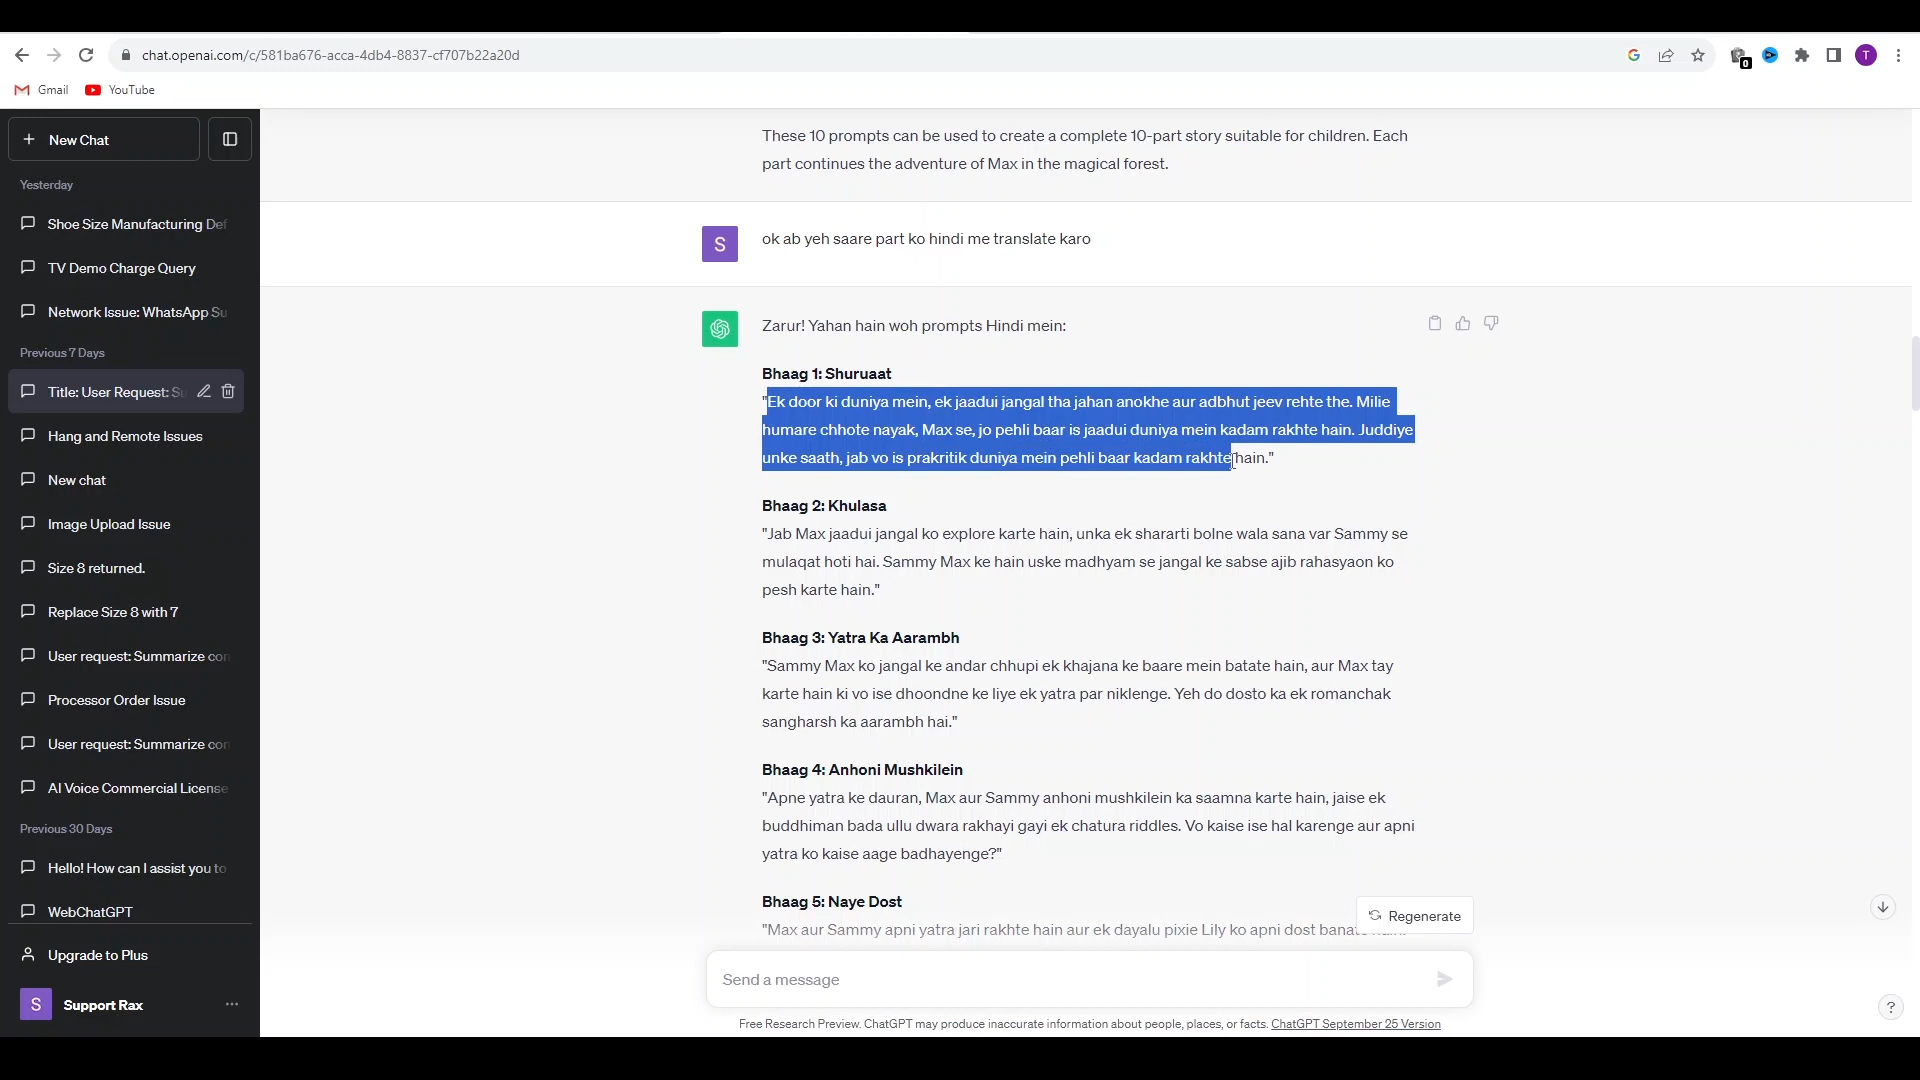 chat.openai.com/c/581ba676-acca-4db4-8837-cf707b22a20d
G
0
T
Gmail
YouTube
New Chat
Yesterday
Shoe Size Manufacturing Def
TV Demo Charge Query
Network Issue: WhatsApp Su
Previous 7 Days
Title: User Request: Su
Hang and Remote Issues
New chat
Image Upload Issue
Size 8 returned.
Replace Size 8 with 7
User request: Summarize con
Processor Order Issue
User request: Summarize con
AI Voice Commercial License
Previous 30 Days
Hello! How can I assist you to
WebChatGPT
Upgrade to Plus
S
Support Rax
These 10 prompts can be used to create a complete 10-part story suitable for children. Each
part continues the adventure of Max in the magical forest.
S
ok ab yeh saare part ko hindi me translate karo
Zarur! Yahan hain woh prompts Hindi mein:
Bhaag 1: Shuruaat
"Ek door ki duniya mein, ek jaadui jangal tha jahan anokhe aur adbhut jeev rehte the. Milie
humare chhote nayak, Max se, jo pehli baar is jaadui duniya mein kadam rakhte hain. Juddiye
unke saath, jab vo is prakritik duniya mein pehli baar kadam rakhte hain."
Bhaag 2: Khulasa
"Jab Max jaadui jangal ko explore karte hain, unka ek shararti bolne wala sana var Sammy se
mulaqat hoti hai. Sammy Max ke hain uske madhyam se jangal ke sabse ajib rahasyaon ko
pesh karte hain."
Bhaag 3: Yatra Ka Aarambh
"Sammy Max ko jangal ke andar chhupi ek khajana ke baare mein batate hain, aur Max tay
karte hain ki vo ise dhoondne ke liye ek yatra par niklenge. Yeh do dosto ka ek romanchak
sangharsh ka aarambh hai."
Bhaag 4: Anhoni Mushkilein
"Apne yatra ke dauran, Max aur Sammy anhoni mushkilein ka saamna karte hain, jaise ek
buddhiman bada ullu dwara rakhayi gayi ek chatura riddles. Vo kaise ise hal karenge aur apni
yatra ko kaise aage badhayenge?"
Bhaag 5: Naye Dost
"Max aur Sammy apni yatra jari rakhte hain aur ek dayalu pixie Lily ko apni dost banate hain.
Regenerate
Send a message
Free Research Preview. ChatGPT may produce inaccurate information about people, places, or facts. ChatGPT September 25 Version
?